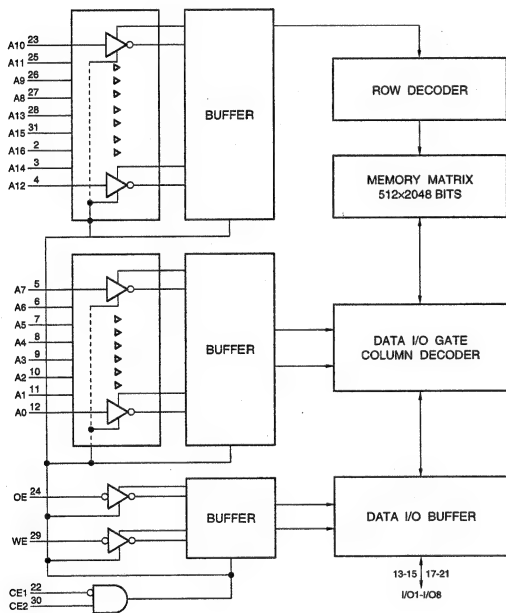 A10 23
A11 25
A9 26
A8 27
A13 28
A15 31
A16 2
A14 3
A12 4
BUFFER
ROW DECODER
MEMORY MATRIX
512×2048 BITS
A7 5
A6 6
A5 7
A4 8
A3 9
A2 10
A1 11
A0 12
BUFFER
DATA I/O GATE
COLUMN DECODER
OE 24
WE 29
BUFFER
DATA I/O BUFFER
CE1 22
CE2 30
13-15 17-21
I/O1-I/O8